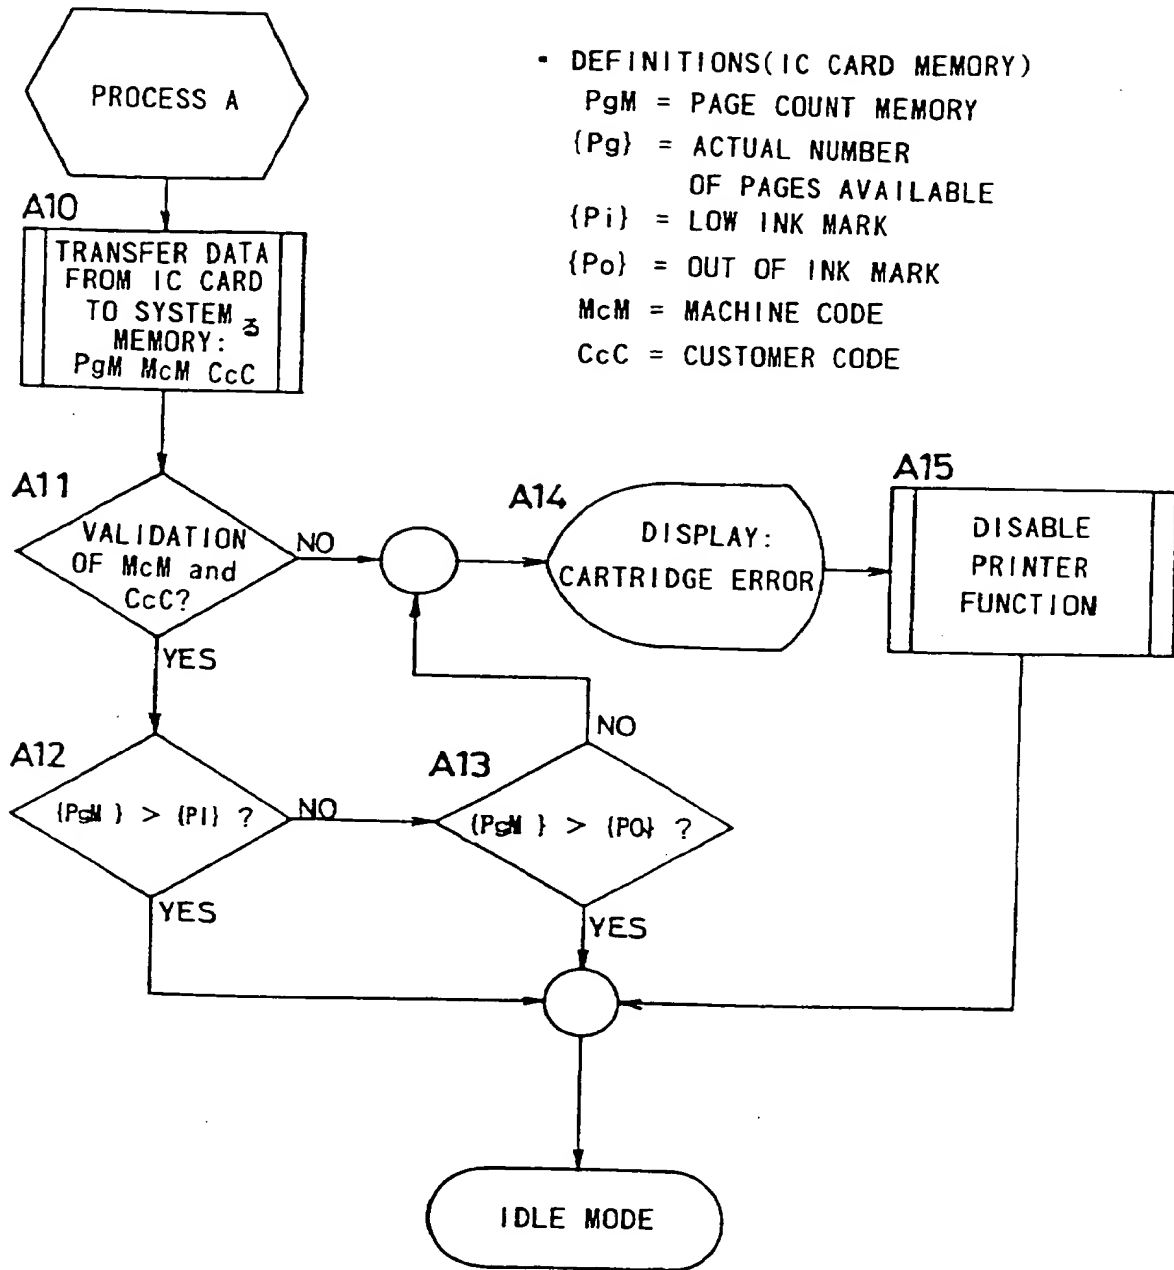 PROCESS A
- DEFINITIONS(IC CARD MEMORY)
PgM = PAGE COUNT MEMORY
{Pg} = ACTUAL NUMBER
OF PAGES AVAILABLE
{Pi} = LOW INK MARK
{Po} = OUT OF INK MARK
McM = MACHINE CODE
CcC = CUSTOMER CODE
A10
TRANSFER DATA
FROM IC CARD
TO SYSTEM
MEMORY:
PgM McM CcC
A11
VALIDATION
OF McM and
CcC?
NO
YES
A14
DISPLAY:
CARTRIDGE ERROR
A15
DISABLE
PRINTER
FUNCTION
A12
{PgM } > {PI} ?
NO
YES
A13
{PgM } > {PO} ?
NO
YES
IDLE MODE